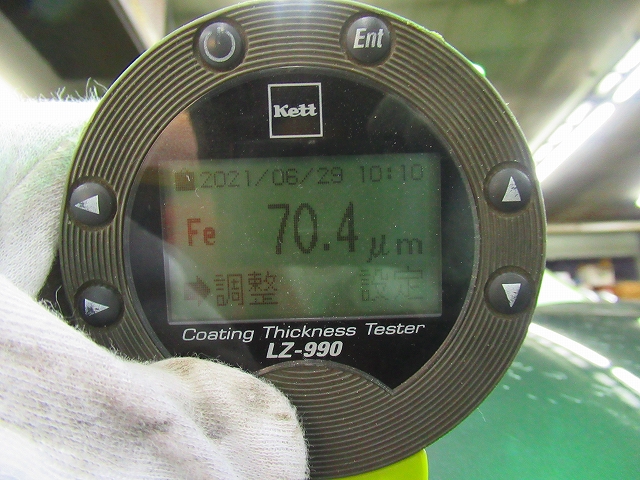 Ent
Kett
2021/06/29 10:10
Fe 70.4 μm
➡調整 設定
Coating Thickness Tester
LZ-990